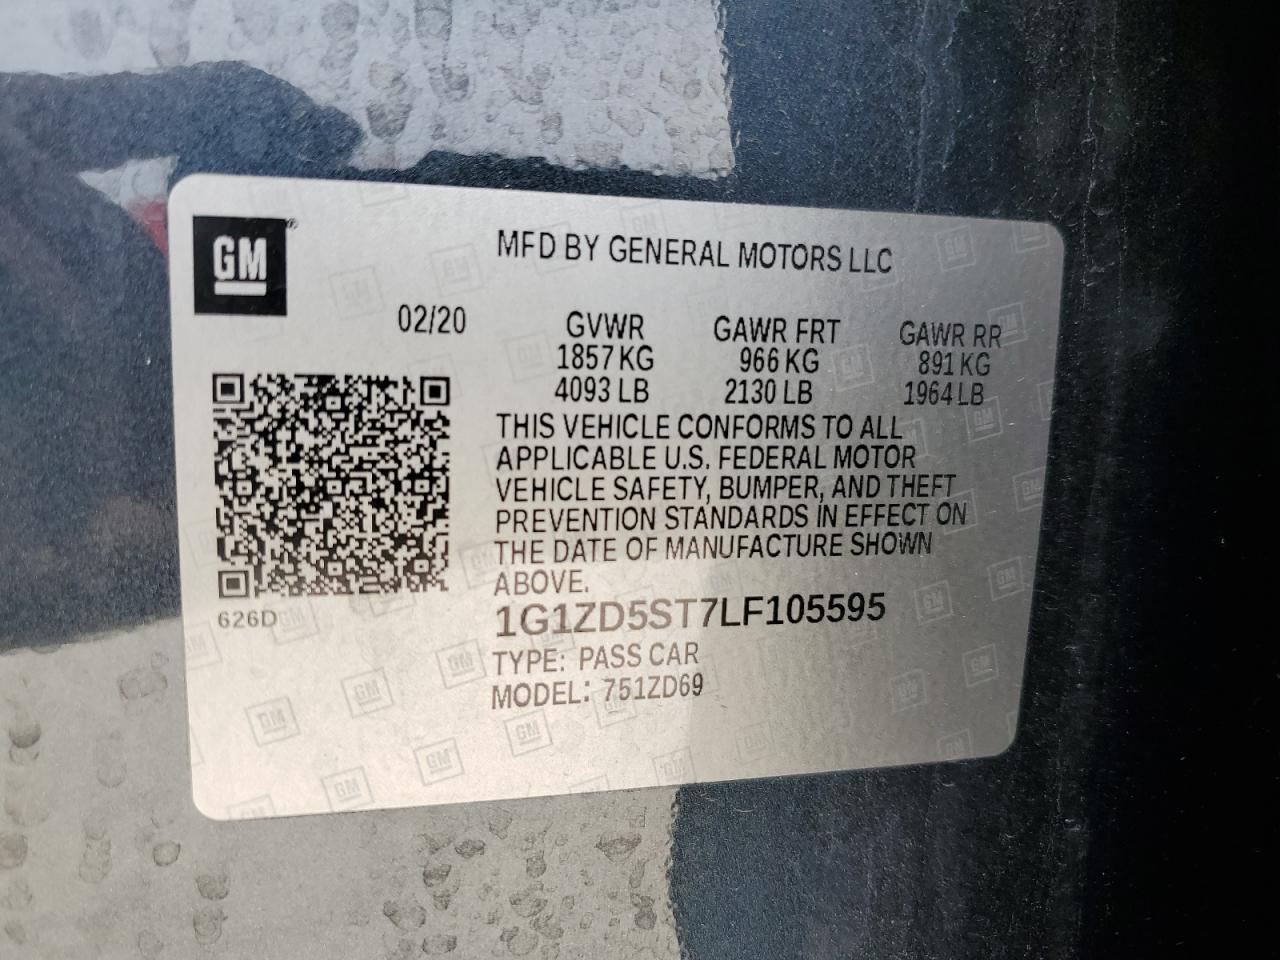 GM
MFD BY GENERAL MOTORS LLC
02/20
GVWR GAWR FRT GAWR RR
1857 KG 966 KG 891 KG
4093 LB 2130 LB 1964 LB
THIS VEHICLE CONFORMS TO ALL
APPLICABLE U.S. FEDERAL MOTOR
VEHICLE SAFETY, BUMPER, AND THEFT
PREVENTION STANDARDS IN EFFECT ON
THE DATE OF MANUFACTURE SHOWN
ABOVE.
626D
1G1ZD5ST7LF105595
TYPE: PASS CAR
MODEL: 751ZD69